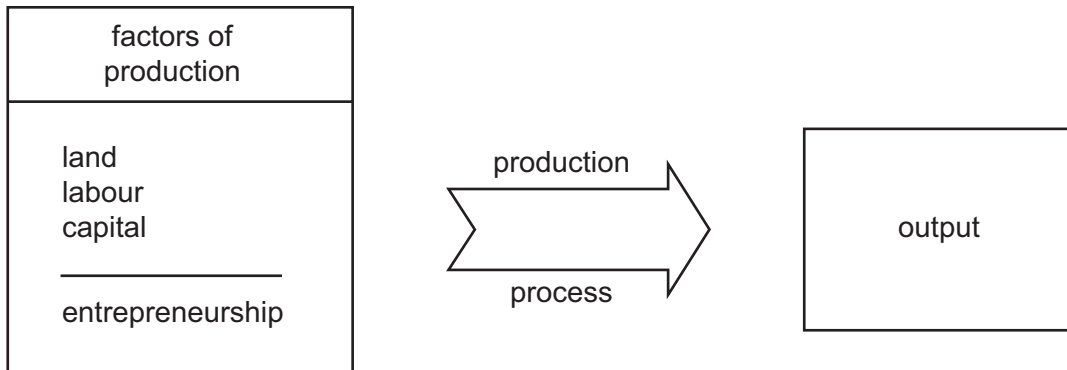 factors of
production
land
labour
capital
entrepreneurship
production
process
output